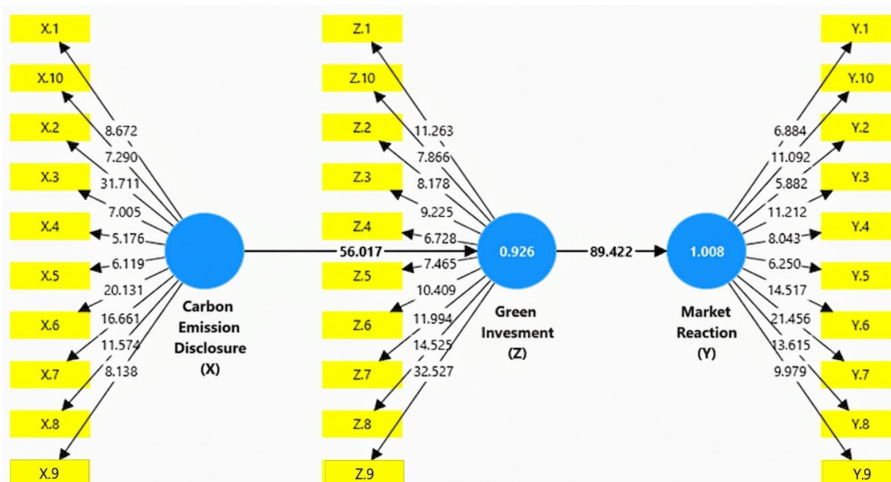 X.1
X.10
X.2
X.3
X.4
X.5
X.6
X.7
X.8
X.9
8.672
7.290
31.711
7.005
5.176
6.119
20.131
16.661
11.574
8.138
Carbon
Emission
Disclosure
(X)
56.017
Z.1
Z.10
Z.2
Z.3
Z.4
Z.5
Z.6
Z.7
Z.8
Z.9
11.263
7.866
8.178
9.225
6.728
7.465
10.409
11.994
14.525
32.527
0.926
Green
Invesment
(Z)
89.422
1.008
Market
Reaction
(Y)
6.884
11.092
5.882
11.212
8.043
6.250
14.517
21.456
13.615
9.979
Y.1
Y.10
Y.2
Y.3
Y.4
Y.5
Y.6
Y.7
Y.8
Y.9